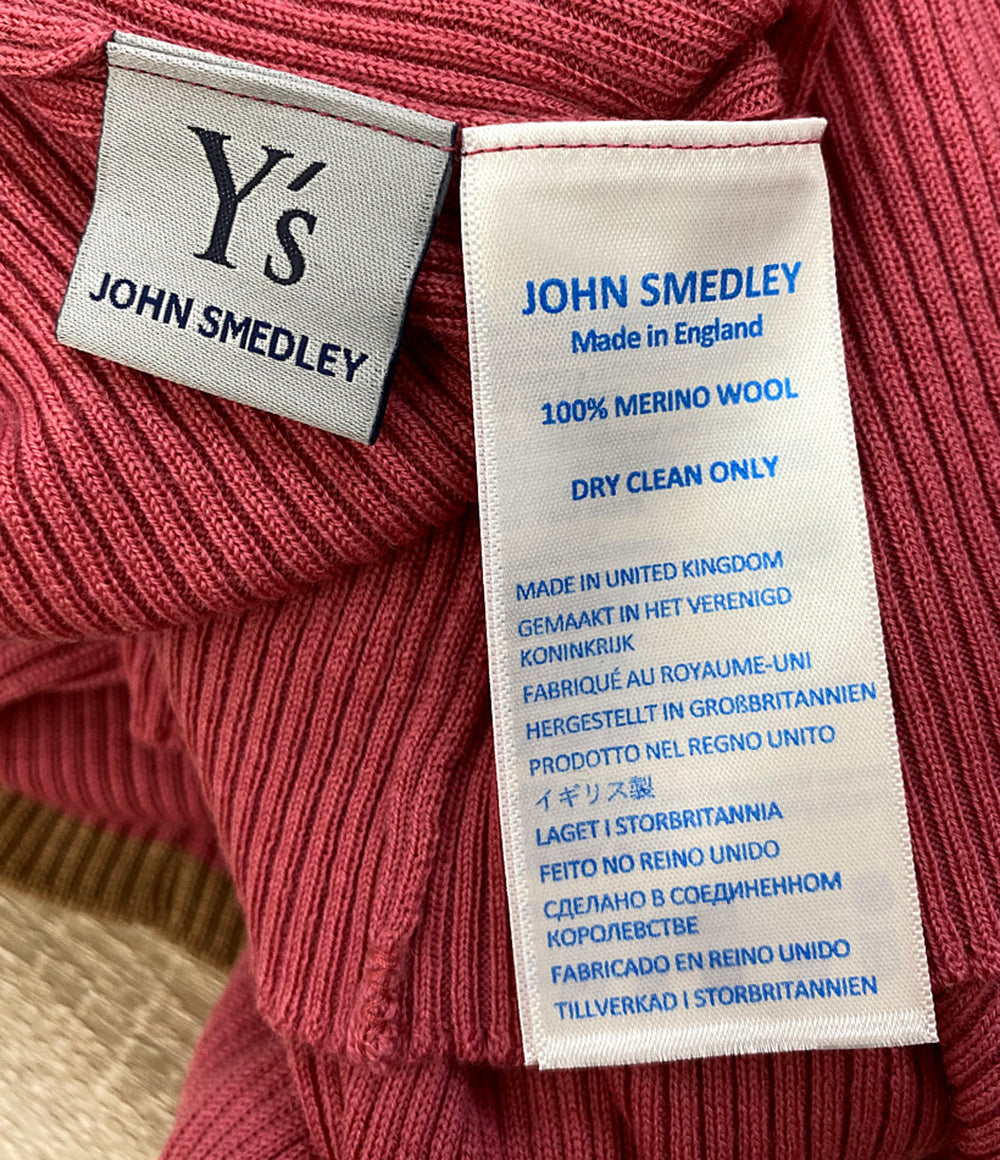 Y's
JOHN SMEDLEY
JOHN SMEDLEY
Made in England
100% MERINO WOOL
DRY CLEAN ONLY
MADE IN UNITED KINGDOM
GEMAAKT IN HET VERENIGD
KONINKRIJK
FABRIQUÉ AU ROYAUME-UNI
HERGESTELLT IN GROßBRITANNIEN
PRODOTTO NEL REGNO UNITO
イギリス製
LAGET I STORBRITANNIA
FEITO NO REINO UNIDO
СДЕЛАНО В СОЕДИНЕННОМ
КОРОЛЕВСТВЕ
FABRICADO EN REINO UNIDO
TILLVERKAD I STORBRITANNIEN